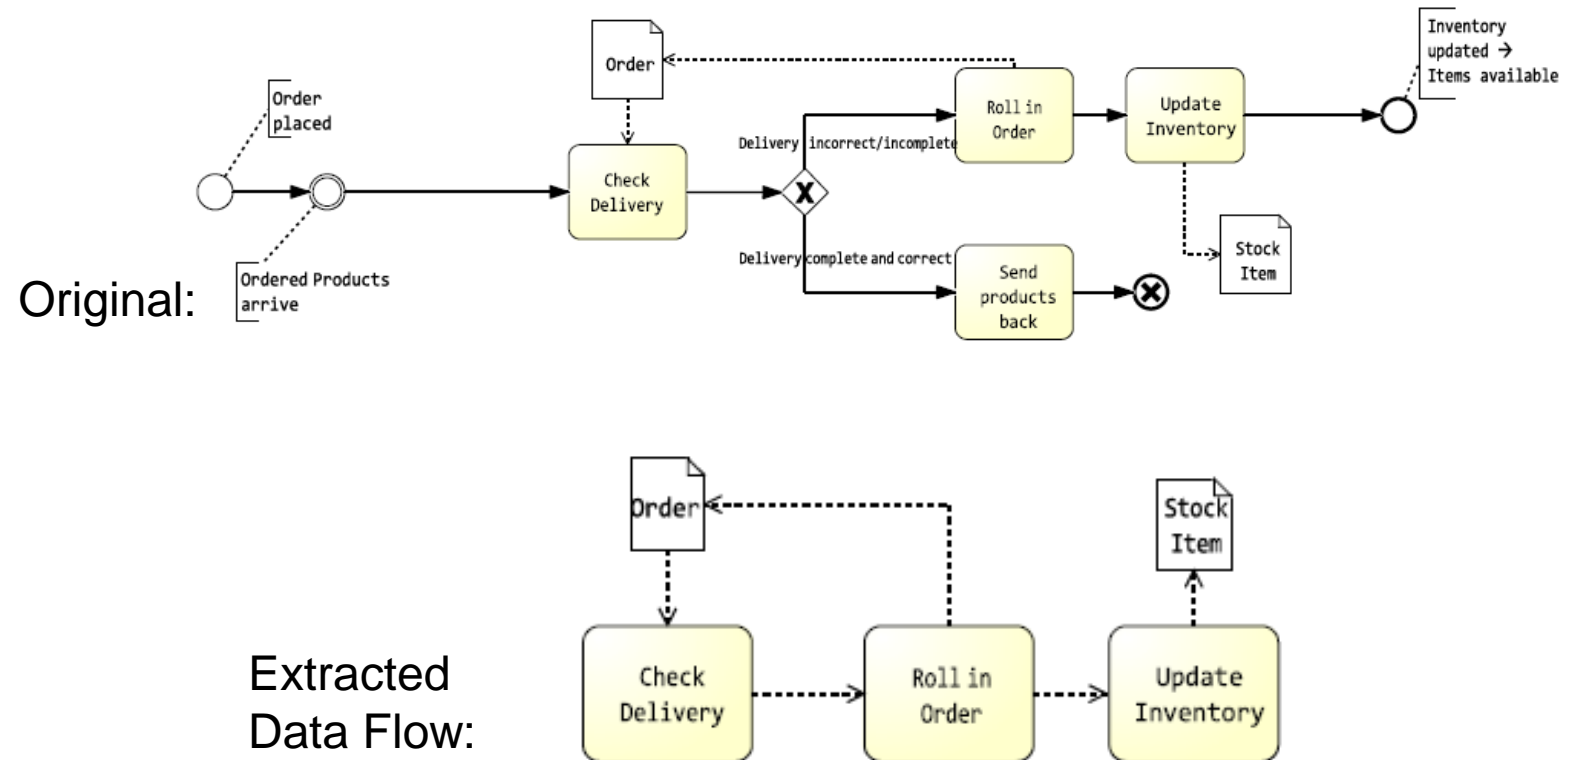 Original:
Order
placed
Ordered Products
arrive
Order
Check
Delivery
Delivery incorrect/incomplete
Delivery complete and correct
X
Roll in
Order
Update
Inventory
Send
products
back
Stock
Item
Inventory
updated →
Items available
Extracted
Data Flow:
Order
Check
Delivery
Roll in
Order
Update
Inventory
Stock
Item